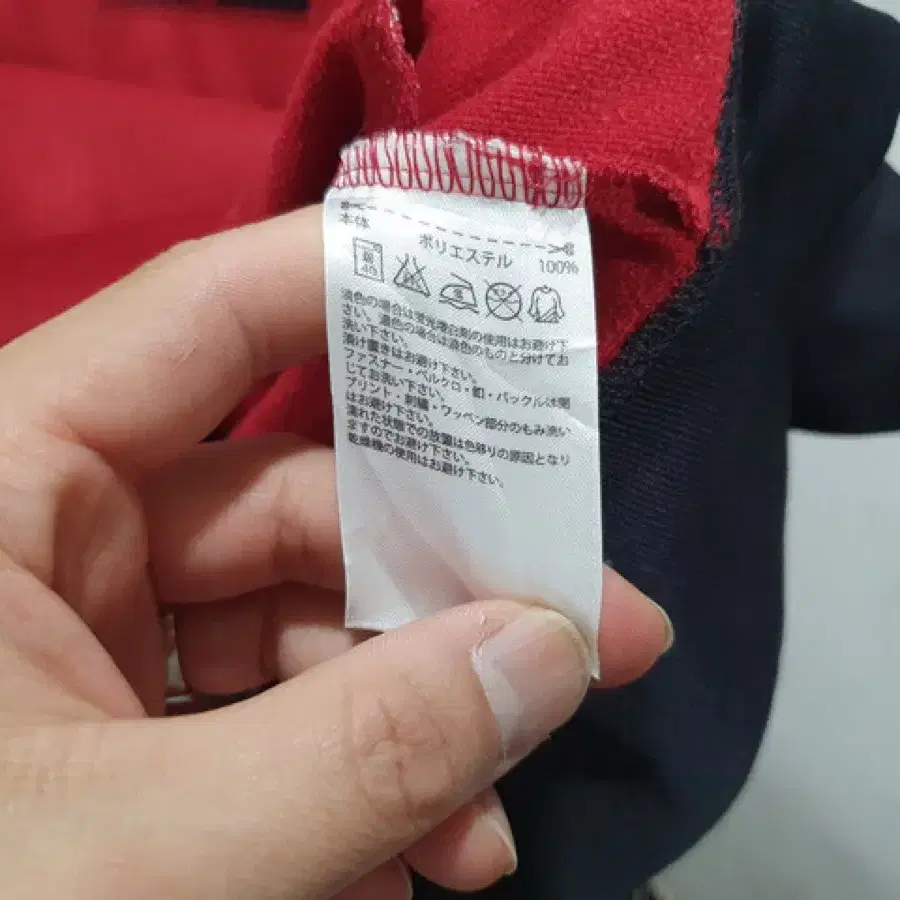 本体
ポリエステル 100%
弱 40
淡色の場合は蛍光増白剤の使用はお避け下
さい。濃色の場合は淡色のものと分けてお
洗い下さい。
漬け置きはお避け下さい。
ファスナー・ベルクロ・釦・バックルは閉
じてお洗い下さい。
プリント・刺繍・ワッペン部分のもみ洗い
はお避け下さい。
濡れた状態での放置は色移りの原因となり
ますのでお避け下さい。
乾燥機の使用はお避け下さい。